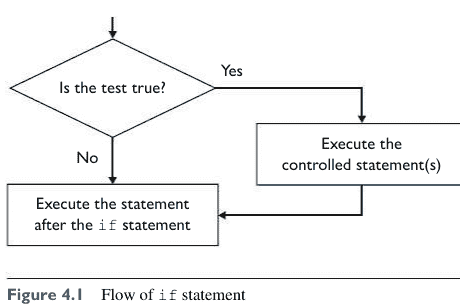 Is the test true?
Yes
Execute the
controlled statement(s)
No
Execute the statement
after the if statement
Figure 4.1 Flow of if statement